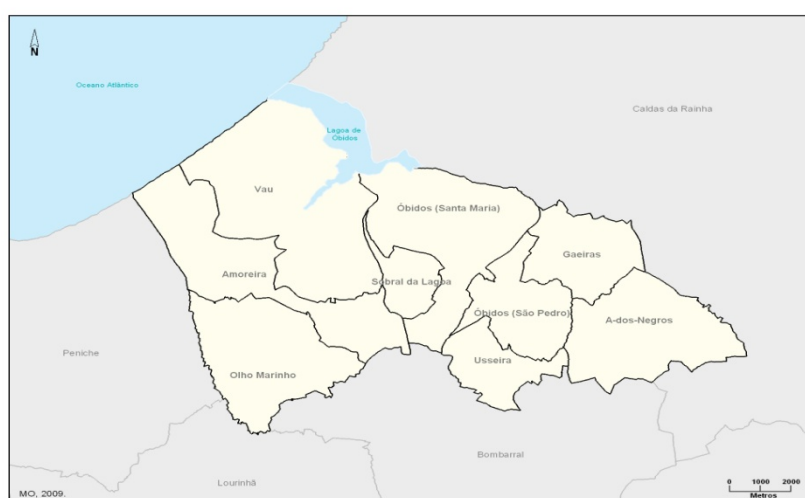 N
Oceano Atlântico
Caldas da Rainha
Lagoa de
Óbidos
Vau
Óbidos (Santa Maria)
Gaeiras
Amoreira
Sobral da Lagoa
Óbidos (São Pedro)
A-dos-Negros
Peniche
Usseira
Olho Marinho
Bombarral
Lourinhã
MO, 2009.
0 1000 2000
Metros